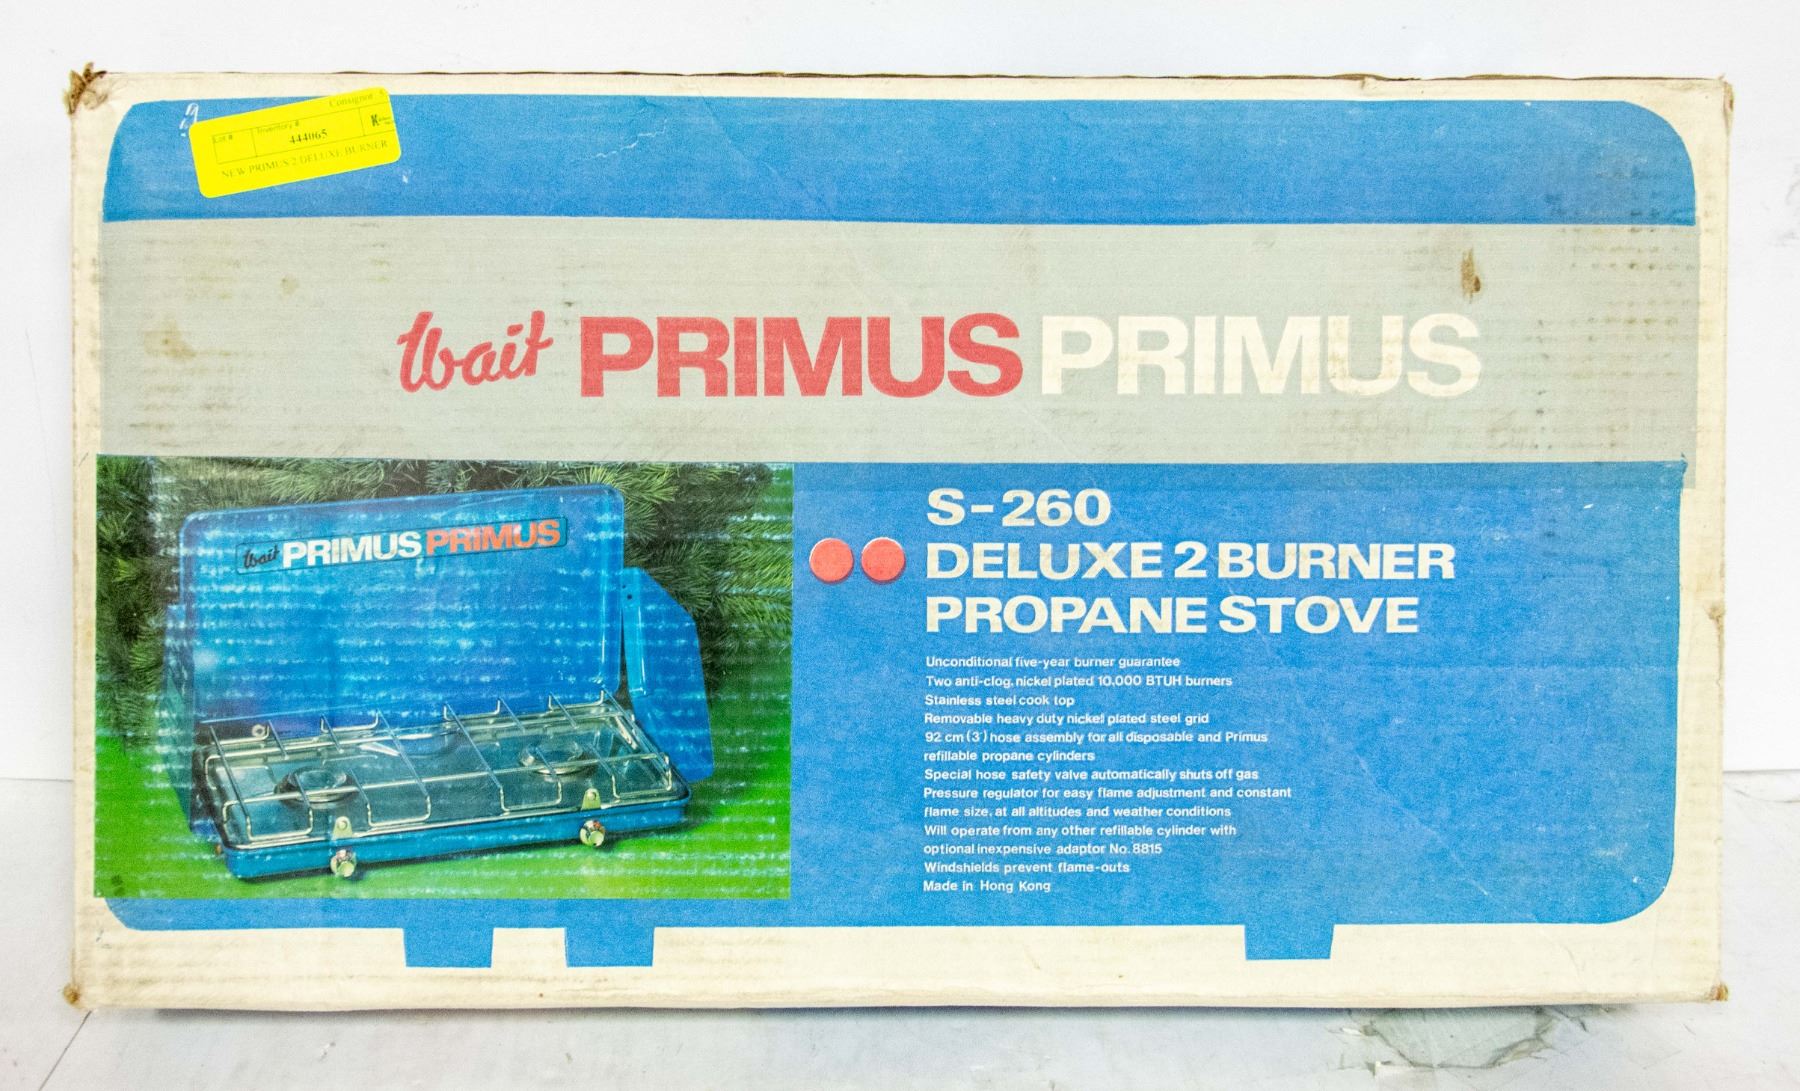 Consignor
Lot #
Inventory #
444065
K
NEW PRIMUS 2 DELUXE BURNER
Wait PRIMUS PRIMUS
Wait PRIMUS PRIMUS
S-260
DELUXE 2 BURNER
PROPANE STOVE
Unconditional five-year burner guarantee
Two anti-clog, nickel plated 10,000 BTUH burners
Stainless steel cook top
Removable heavy duty nickel plated steel grid
92 cm (3') hose assembly for all disposable and Primus
refillable propane cylinders
Special hose safety valve automatically shuts off gas
Pressure regulator for easy flame adjustment and constant
flame size, at all altitudes and weather conditions
Will operate from any other refillable cylinder with
optional inexpensive adaptor No. 8815
Windshields prevent flame-outs
Made in Hong Kong